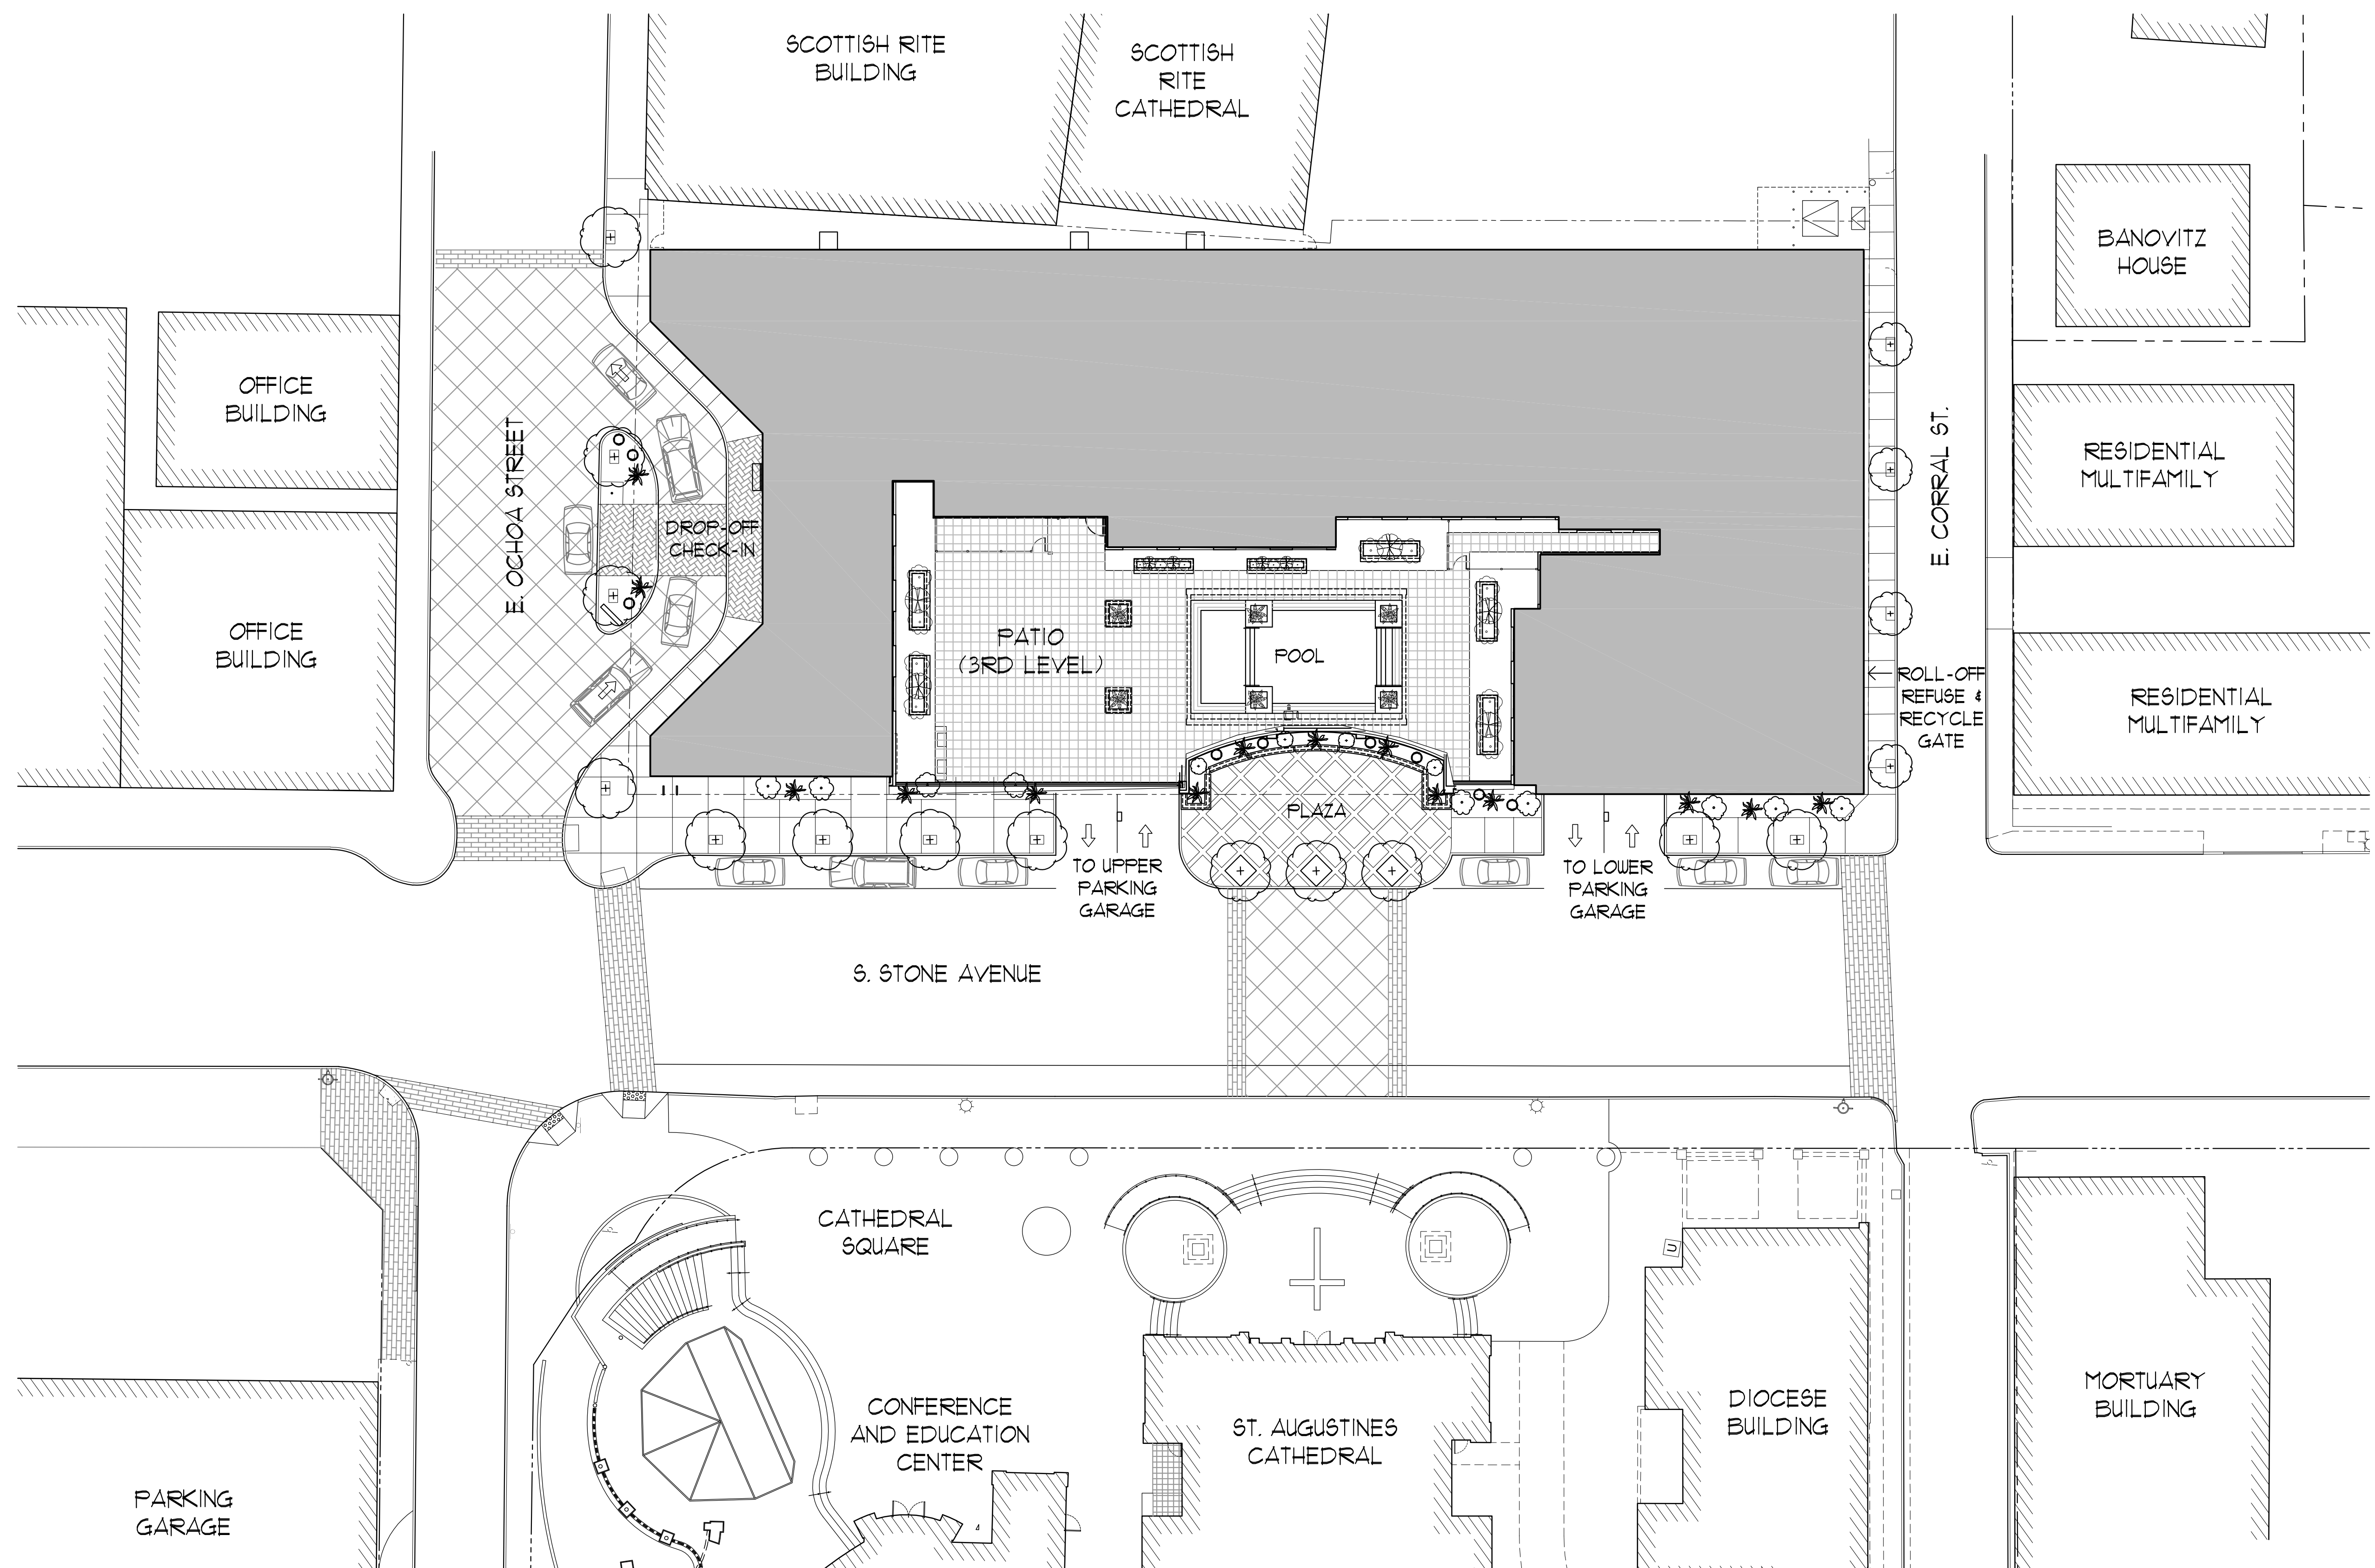 SCOTTISH RITE
BUILDING
SCOTTISH
RITE
CATHEDRAL
BANOVITZ
HOUSE
OFFICE
BUILDING
E. OCHOA STREET
DROP-OFF
CHECK-IN
E. CORRAL ST.
RESIDENTIAL
MULTIFAMILY
OFFICE
BUILDING
PATIO
(3RD LEVEL)
POOL
ROLL-OFF
REFUSE &
RECYCLE
GATE
RESIDENTIAL
MULTIFAMILY
PLAZA
TO UPPER
PARKING
GARAGE
TO LOWER
PARKING
GARAGE
S. STONE AVENUE
CATHEDRAL
SQUARE
U
CONFERENCE
AND EDUCATION
CENTER
ST. AUGUSTINES
CATHEDRAL
DIOCESE
BUILDING
MORTUARY
BUILDING
PARKING
GARAGE